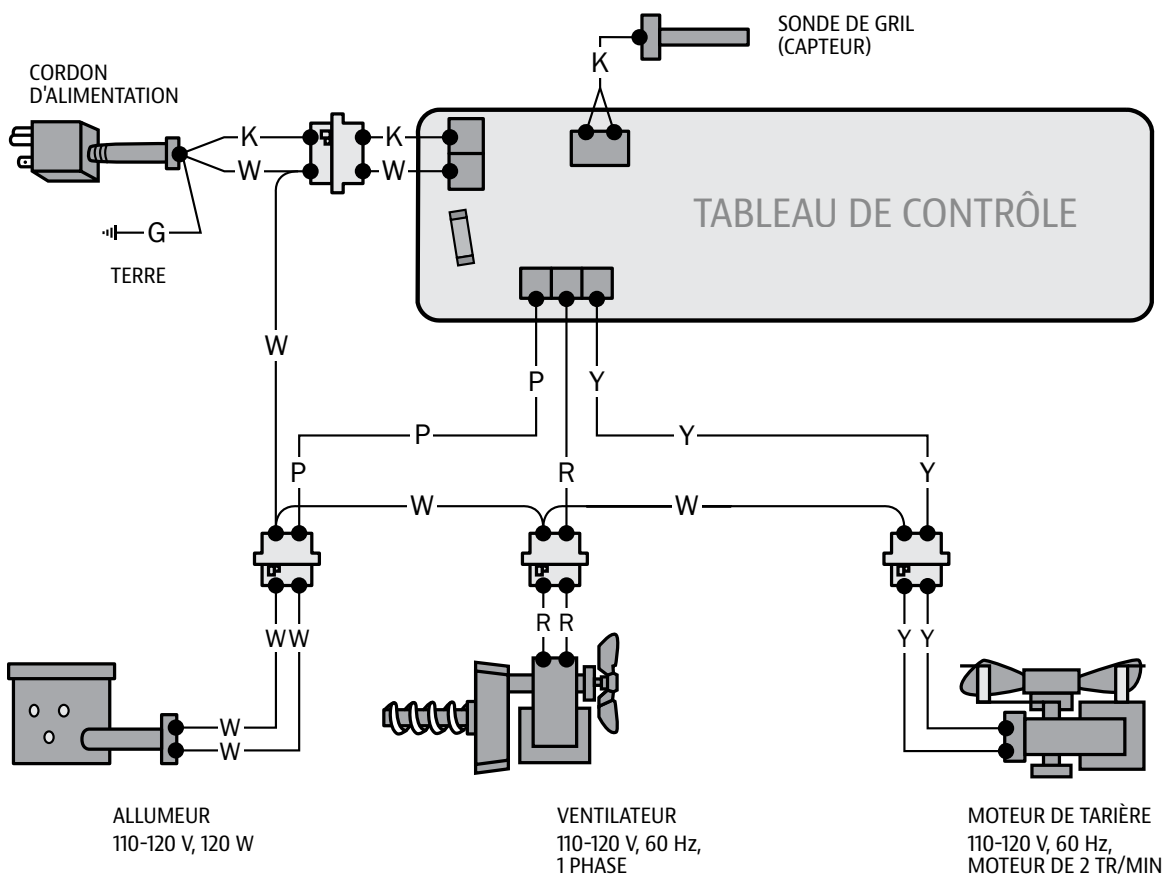 SONDE DE GRIL
(CAPTEUR)
K
CORDON
D'ALIMENTATION
K K
W W
G
TERRE
TABLEAU DE CONTRÔLE
W
P Y
P Y
P R Y
W W
W W R R Y Y
W
W
ALLUMEUR
110-120 V, 120 W
VENTILATEUR
110-120 V, 60 Hz,
1 PHASE
MOTEUR DE TARIÈRE
110-120 V, 60 Hz,
MOTEUR DE 2 TR/MIN